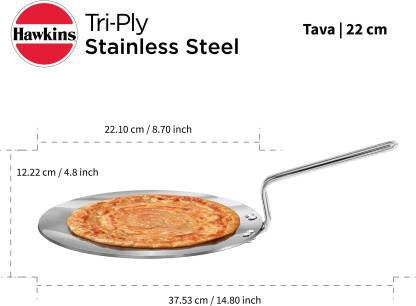 Hawkins
Tri-Ply
Stainless Steel
Tava | 22 cm
22.10 cm / 8.70 inch
12.22 cm / 4.8 inch
37.53 cm / 14.80 inch